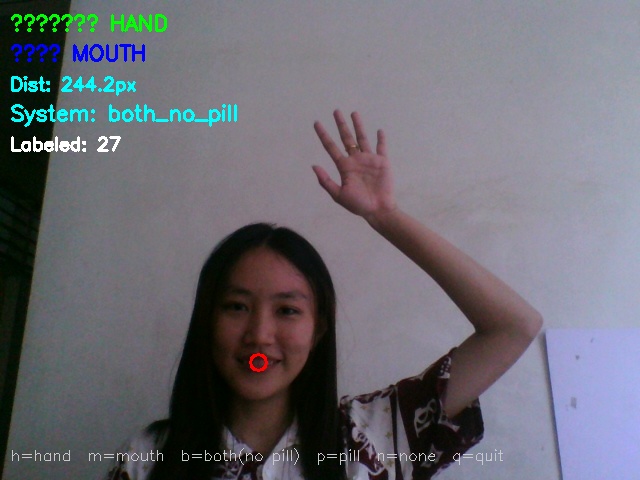 ??????? HAND
???? MOUTH
Dist: 244.2px
System: both_no_pill
Labeled: 27
h=hand m=mouth b=both(no pill) p=pill n=none q=quit